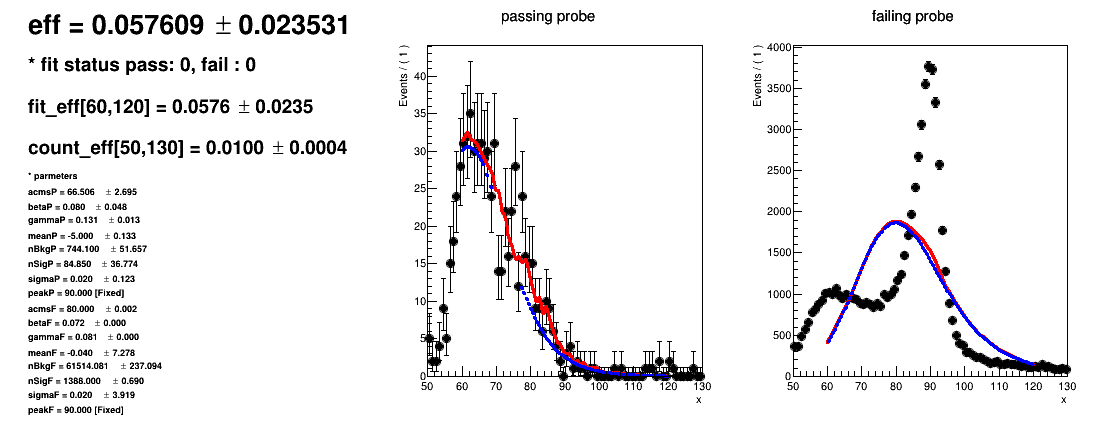 eff = 0.057609 ± 0.023531
* fit status pass: 0, fail : 0
fit_eff[60,120] = 0.0576 ± 0.0235
count_eff[50,130] = 0.0100 ± 0.0004
* parmeters
acmsP = 66.506 ± 2.695
betaP = 0.080 ± 0.048
gammaP = 0.131 ± 0.013
meanP = -5.000 ± 0.133
nBkgP = 744.100 ± 51.657
nSigP = 84.850 ± 36.774
sigmaP = 0.020 ± 0.123
peakP = 90.000 [Fixed]
acmsF = 80.000 ± 0.002
betaF = 0.072 ± 0.000
gammaF = 0.081 ± 0.000
meanF = -0.040 ± 7.278
nBkgF = 61514.081 ± 237.094
nSigF = 1388.000 ± 0.690
sigmaF = 0.020 ± 3.919
peakF = 90.000 [Fixed]
passing probe
Events / ( 1 )
40
35
30
25
20
15
10
5
0
50 60 70 80 90 100 110 120 130
x
failing probe
Events / ( 1 )
4000
3500
3000
2500
2000
1500
1000
500
0
50 60 70 80 90 100 110 120 130
x